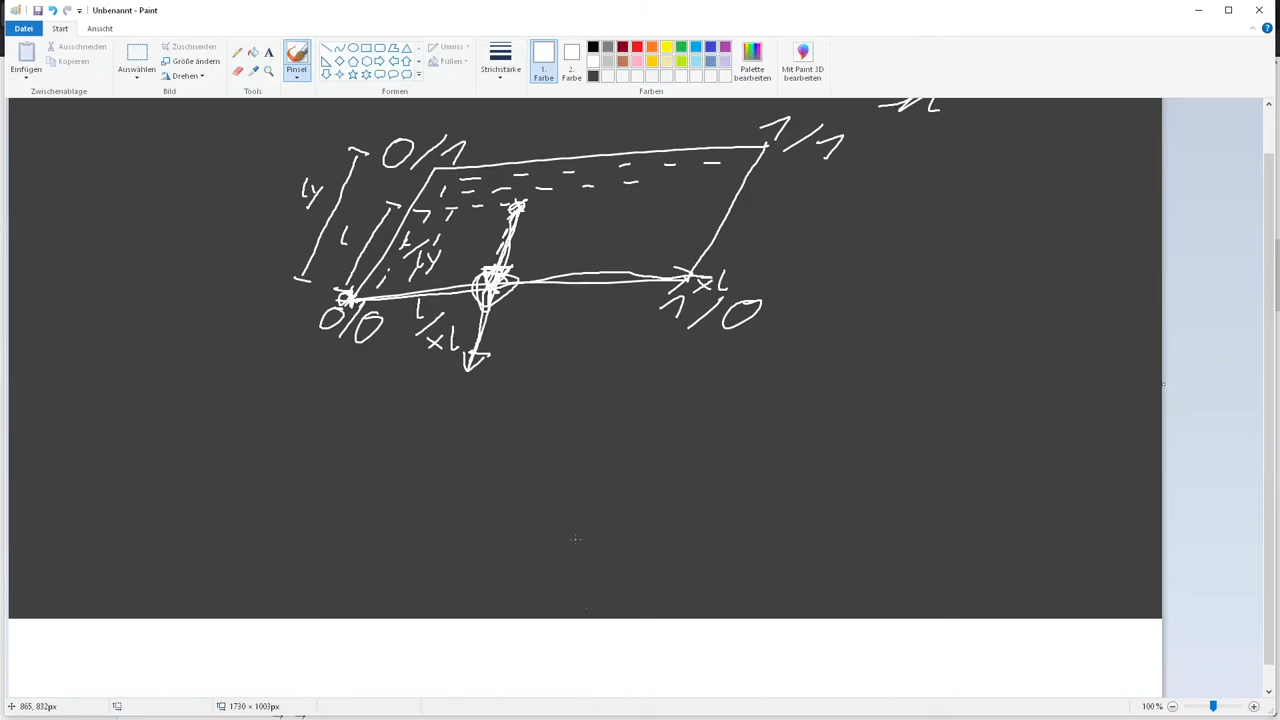 Unbenannt - Paint
Datei Start Ansicht
Einfügen
Ausschneiden
Kopieren
Zwischenablage
Auswählen
Zuschneiden
Größe ändern
Drehen
Bild
A
Tools
Pinsel
Umriss
Füllen
Formen
Strichstärke
1. Farbe
2. Farbe
Palette bearbeiten
Mit Paint 3D bearbeiten
Farben
0/1
1/1
ly
l
l/ly
0/0
l/xl
xl
1/0
865, 832px
1730 × 1003px
100 %